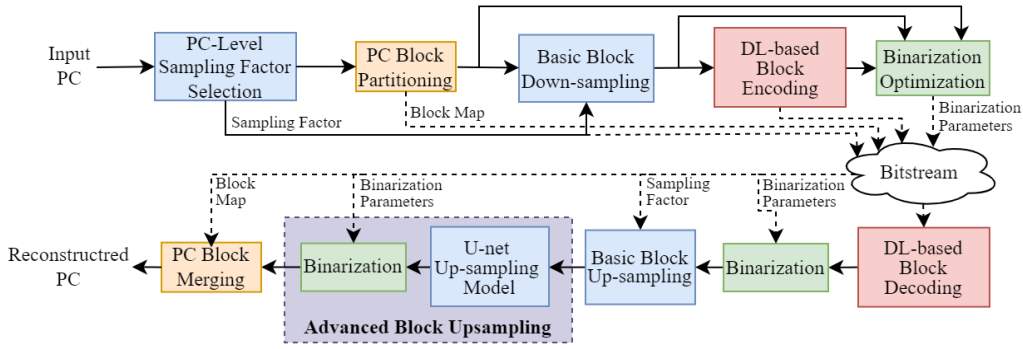 Input
PC
PC-Level
Sampling Factor
Selection
PC Block
Partitioning
Basic Block
Down-sampling
DL-based
Block
Encoding
Binarization
Optimization
Sampling Factor
Block Map
Binarization
Parameters
Bitstream
Block
Map
Binarization
Parameters
Sampling
Factor
Binarization
Parameters
Reconstructred
PC
PC Block
Merging
Binarization
U-net
Up-sampling
Model
Basic Block
Up-sampling
Binarization
DL-based
Block
Decoding
Advanced Block Upsampling